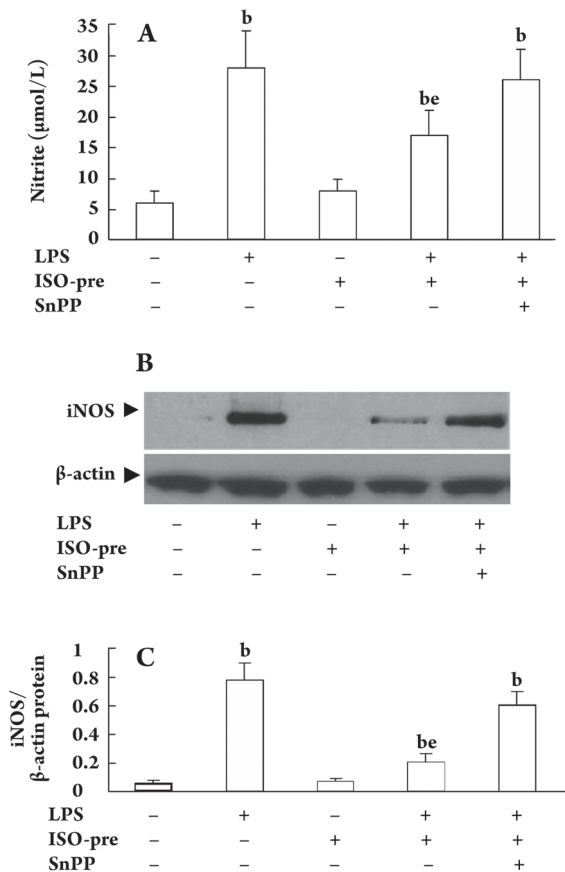 A
Nitrite (μmol/L)
35
30
25
20
15
10
5
0
b
be
b
LPS – + – + +
ISO-pre – – + + +
SnPP – – – – +
B
iNOS
β-actin
LPS – + – + +
ISO-pre – – + + +
SnPP – – – – +
C
iNOS/
β-actin protein
1
0.8
0.6
0.4
0.2
0
b
be
b
LPS – + – + +
ISO-pre – – + + +
SnPP – – – – +